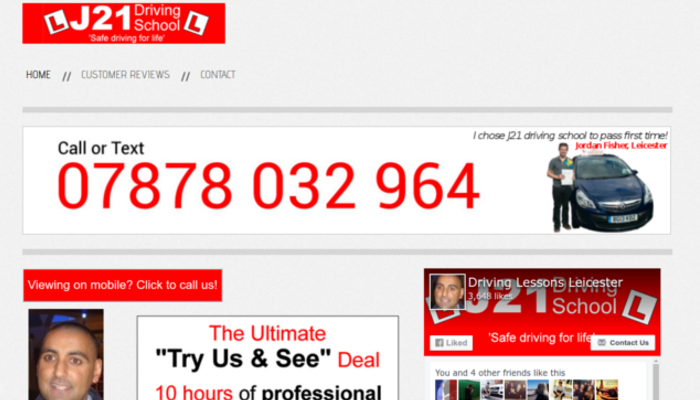 L J21 Driving School L
'Safe driving for life'
HOME // CUSTOMER REVIEWS // CONTACT
I chose J21 driving school to pass first time!
Jordan Fisher, Leicester
Call or Text
07878 032 964
Viewing on mobile? Click to call us!
The Ultimate
"Try Us & See" Deal
10 hours of professional
Driving Lessons Leicester
3,648 likes
L J21 Driving School L
'Safe driving for life'
Liked
Contact Us
You and 4 other friends like this